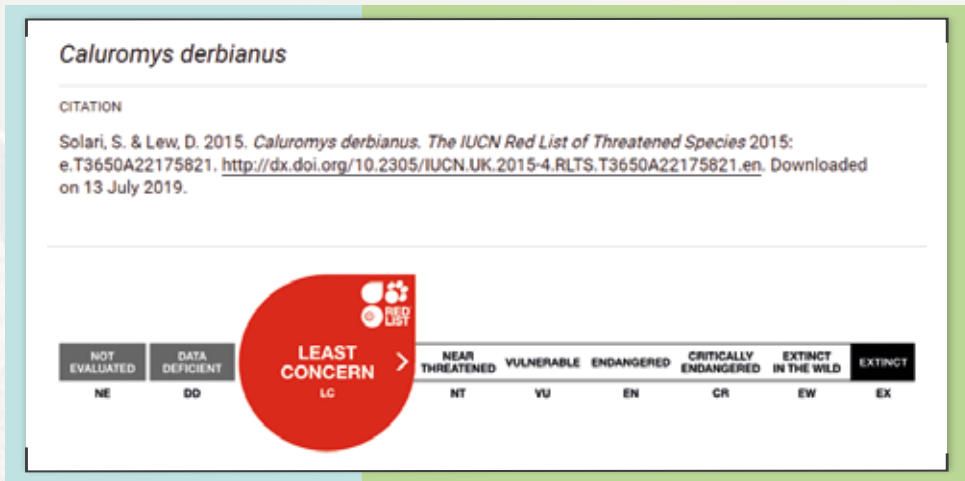 Caluromys derbianus
CITATION
Solari, S. & Lew, D. 2015. Caluromys derbianus. The IUCN Red List of Threatened Species 2015:
e.T3650A22175821. http://dx.doi.org/10.2305/IUCN.UK.2015-4.RLTS.T3650A22175821.en. Downloaded
on 13 July 2019.
RED
LIST
NOT
EVALUATED
NE
DATA
DEFICIENT
DD
LEAST
CONCERN
LC
NEAR
THREATENED
NT
VULNERABLE
VU
ENDANGERED
EN
CRITICALLY
ENDANGERED
CR
EXTINCT
IN THE WILD
EW
EXTINCT
EX